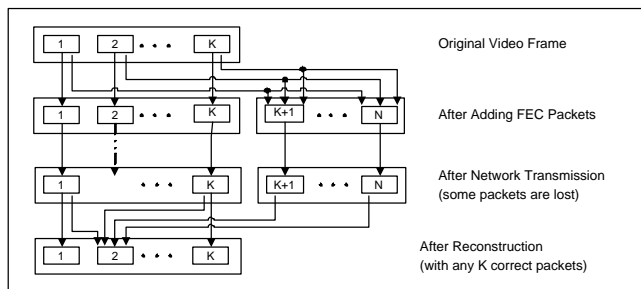 1 2 • • • K Original Video Frame
1 2 • • • K K+1 • • • N After Adding FEC Packets
1 • • • K K+1 • • • N After Network Transmission
(some packets are lost)
1 2 • • • K After Reconstruction
(with any K correct packets)